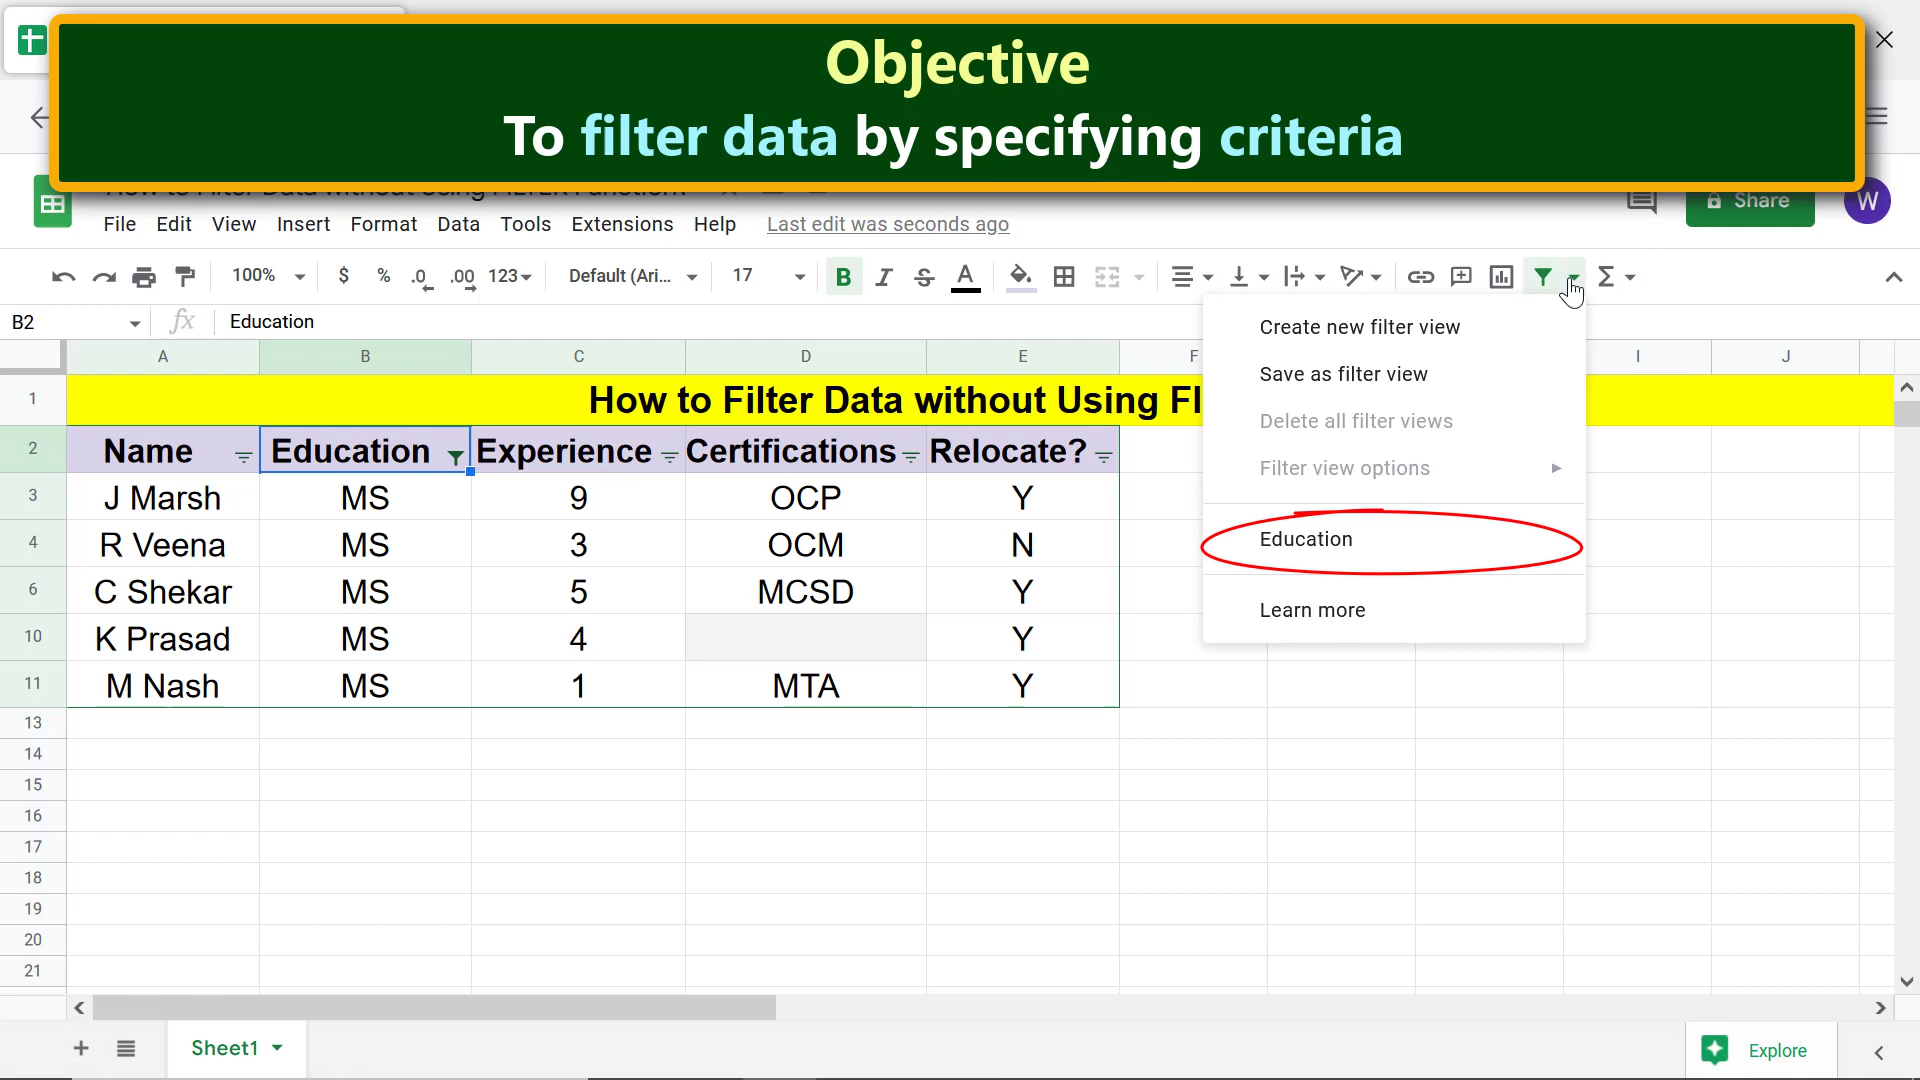 Objective
To filter data by specifying criteria
Share
W
File Edit View Insert Format Data Tools Extensions Help Last edit was seconds ago
100% $ % .0 .00 123 Default (Ari... 17 B I S A
B2 fx Education
A B C D E F I J
1 How to Filter Data without Using FI
2 Name Education Experience Certifications Relocate?
3 J Marsh MS 9 OCP Y
4 R Veena MS 3 OCM N
6 C Shekar MS 5 MCSD Y
10 K Prasad MS 4 Y
11 M Nash MS 1 MTA Y
13
14
15
16
17
18
19
20
21
Create new filter view
Save as filter view
Delete all filter views
Filter view options
Education
Learn more
Sheet1
Explore